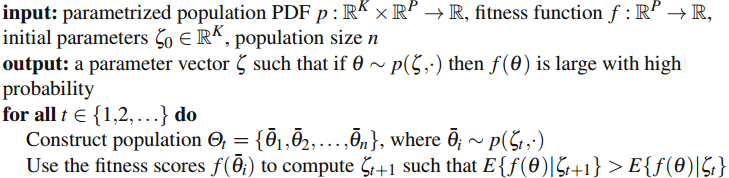 input: parametrized population PDF p : ℝ^K × ℝ^P → ℝ, fitness function f : ℝ^P → ℝ,
initial parameters ζ_0 ∈ ℝ^K, population size n
output: a parameter vector ζ such that if θ ∼ p(ζ,·) then f(θ) is large with high
probability
for all t ∈ {1,2,…} do
Construct population Θ_t = {θ̄_1,θ̄_2,…,θ̄_n}, where θ̄_i ∼ p(ζ_t,·)
Use the fitness scores f(θ̄_i) to compute ζ_{t+1} such that E{f(θ)|ζ_{t+1}} > E{f(θ)|ζ_t}